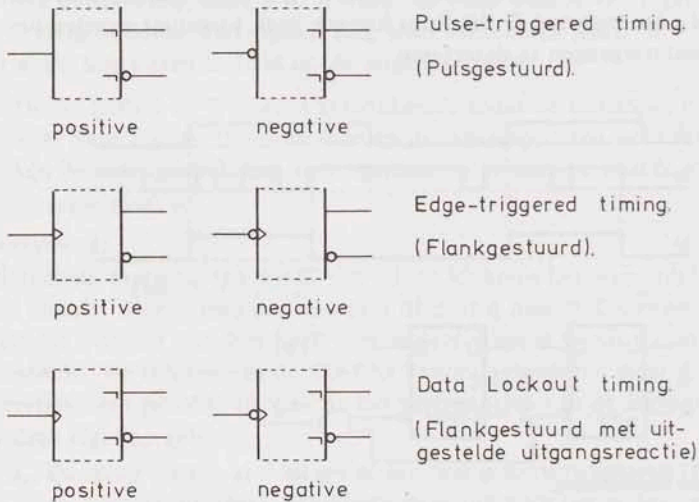 Pulse-triggered timing.
(Pulsgestuurd).
positive negative
Edge-triggered timing.
(Flankgestuurd).
positive negative
Data Lockout timing.
(Flankgestuurd met uit-
gestelde uitgangsreactie)
positive negative